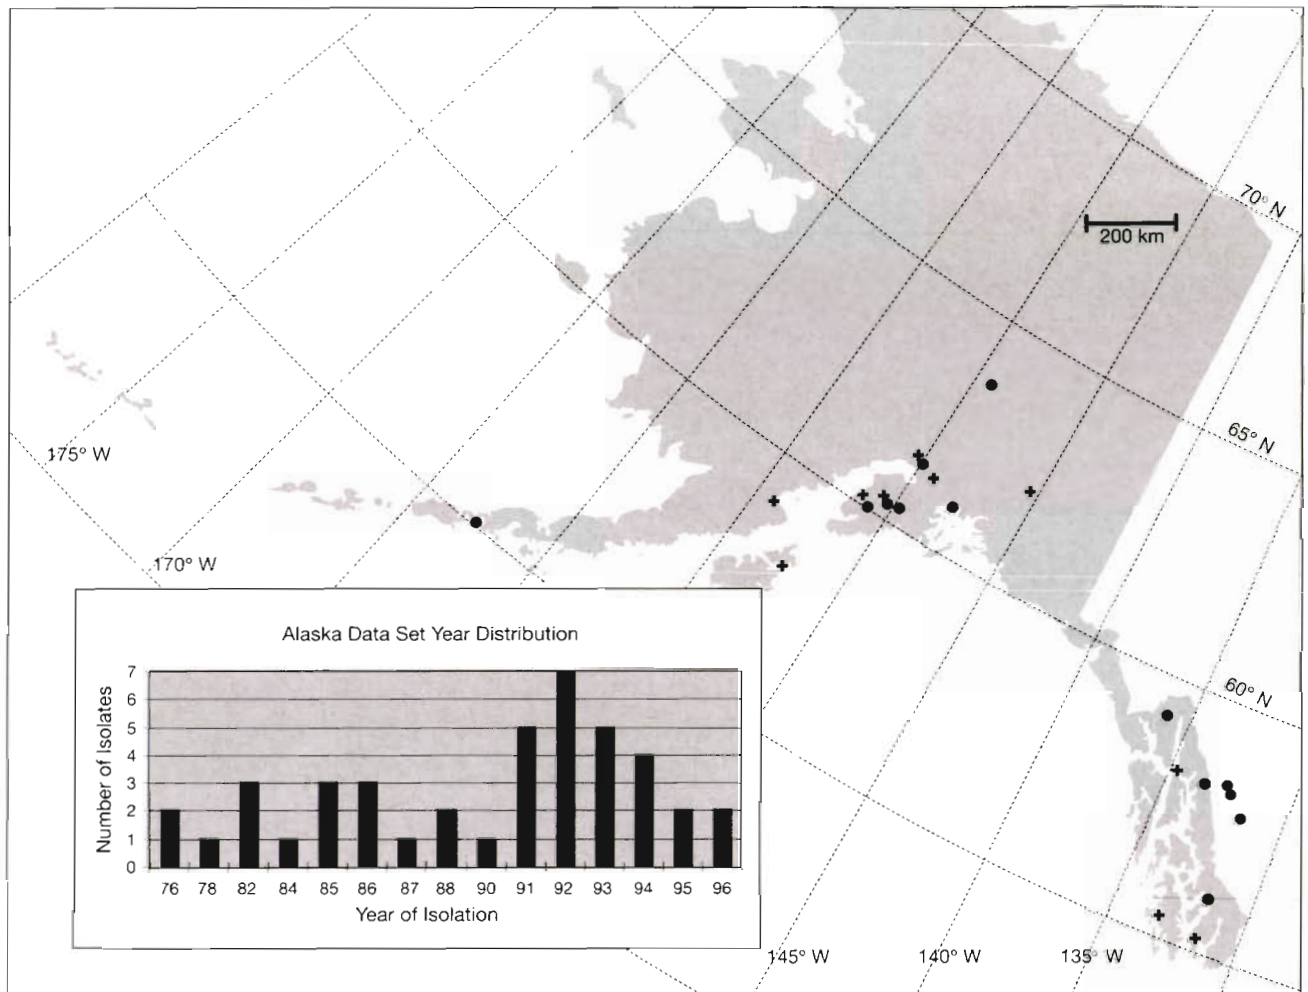 70° N
200 km
65° N
175° W
170° W
60° N
Alaska Data Set Year Distribution
Number of Isolates
7
6
5
4
3
2
1
0
76 78 82 84 85 86 87 88 90 91 92 93 94 95 96
Year of Isolation
145° W 140° W 135° W